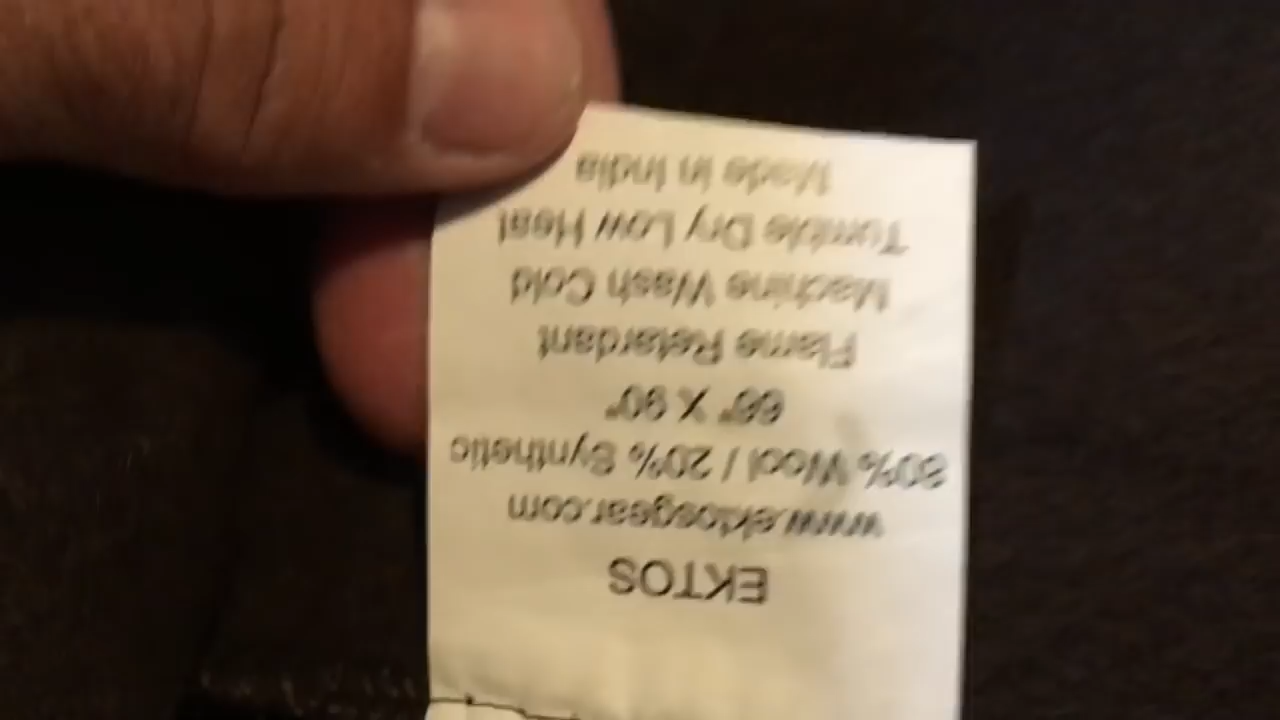 EKTOS
www.ektosgear.com
80% Wool / 20% Synthetic
66" X 90"
Flame Retardant
Machine Wash Cold
Tumble Dry Low Heat
Made in India